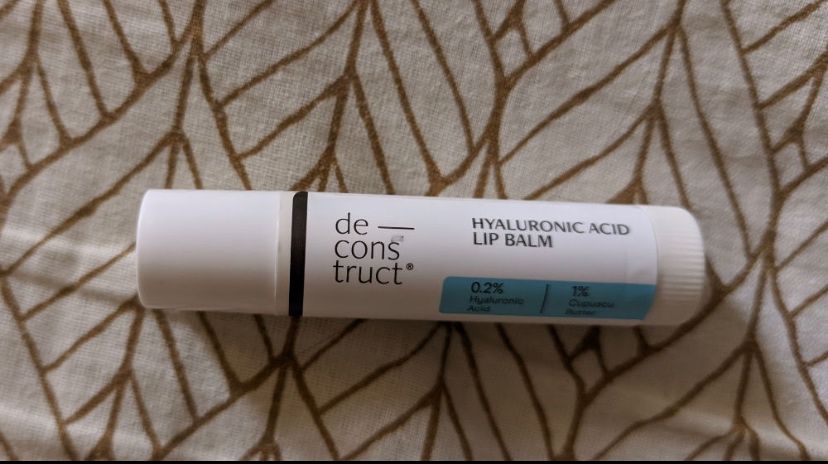 de —
cons
truct®
HYALURONIC ACID
LIP BALM
0.2%
Hyaluronic
Acid
1%
Cupuacu
Butter